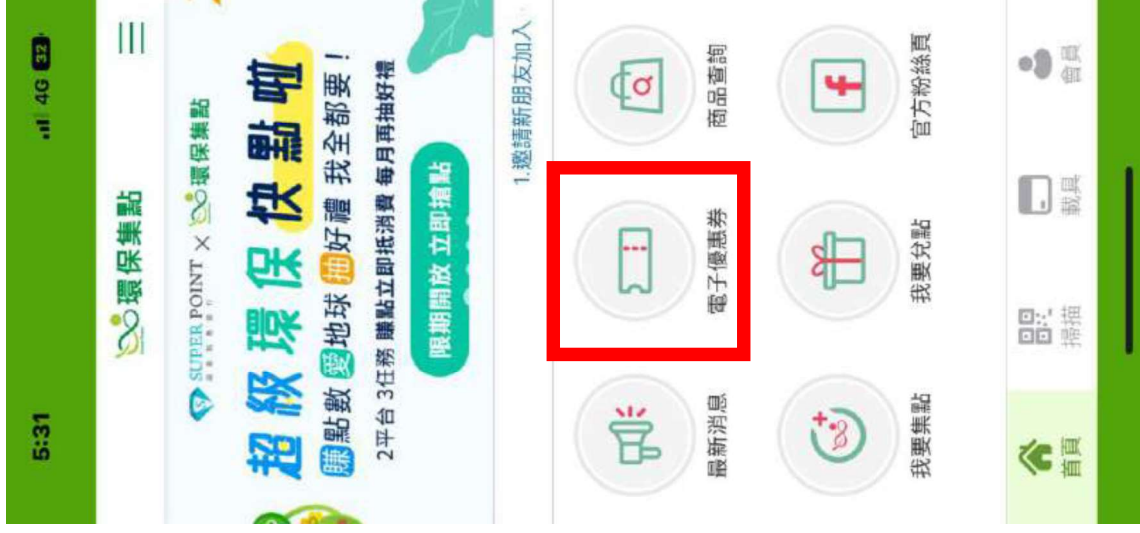 5:31
4G 32
環保集點
SUPER POINT × 環保集點
超級環保 快點啦
賺點數 愛地球 抽好禮 我全都要！
2平台 3任務 賺點立即抵消費 每月再抽好禮
限期開放 立即搶點
1.邀請新朋友加入
最新消息
電子優惠券
商品查詢
我要集點
我要兌點
官方粉絲頁
首頁
掃描
載具
會員